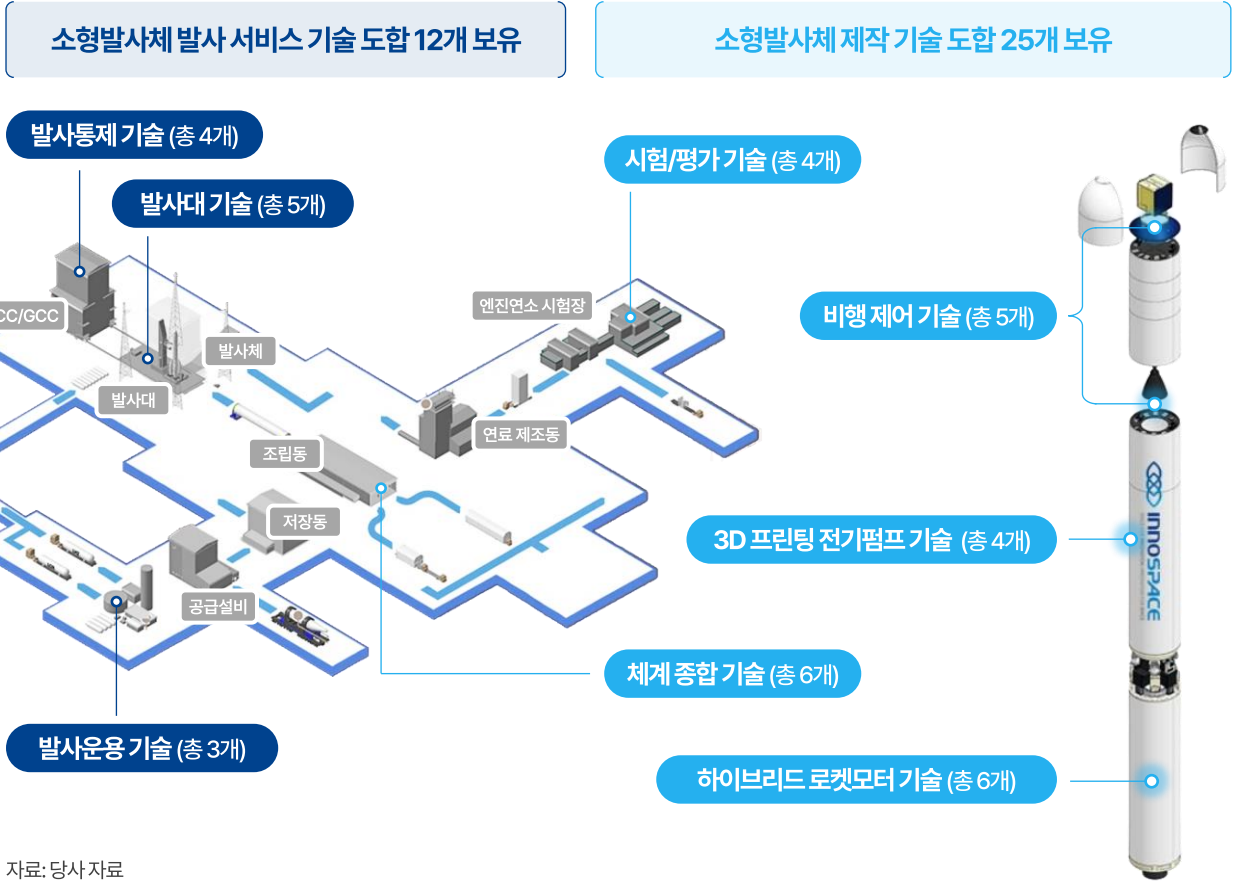 소형발사체 발사 서비스 기술 도합 12개 보유
소형발사체 제작 기술 도합 25개 보유
발사통제 기술 (총 4개)
발사대 기술 (총 5개)
시험/평가 기술 (총 4개)
비행 제어 기술 (총 5개)
CC/GCC
발사체
발사대
엔진연소 시험장
연료 제조동
조립동
저장동
공급설비
3D 프린팅 전기펌프 기술 (총 4개)
INNOSPACE
체계 종합 기술 (총 6개)
발사운용 기술 (총 3개)
하이브리드 로켓모터 기술 (총 6개)
자료: 당사 자료